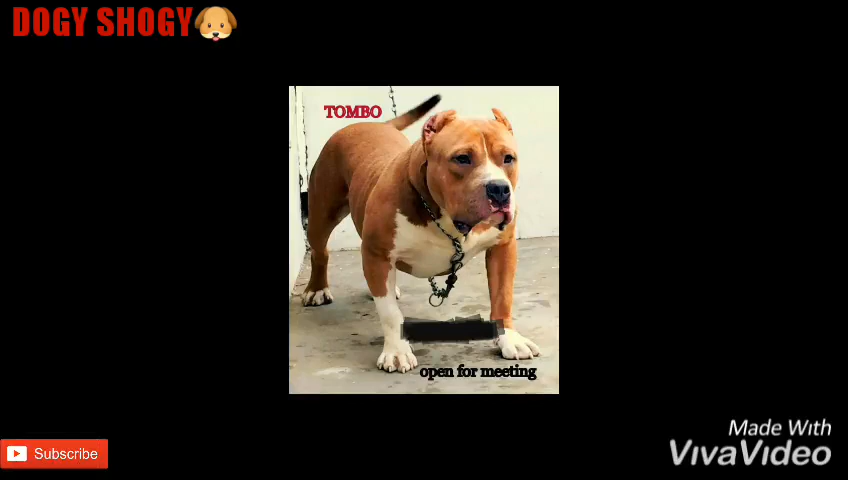 DOGY SHOGY
TOMBO
open for meeting
Subscribe
Made With
VivaVideo